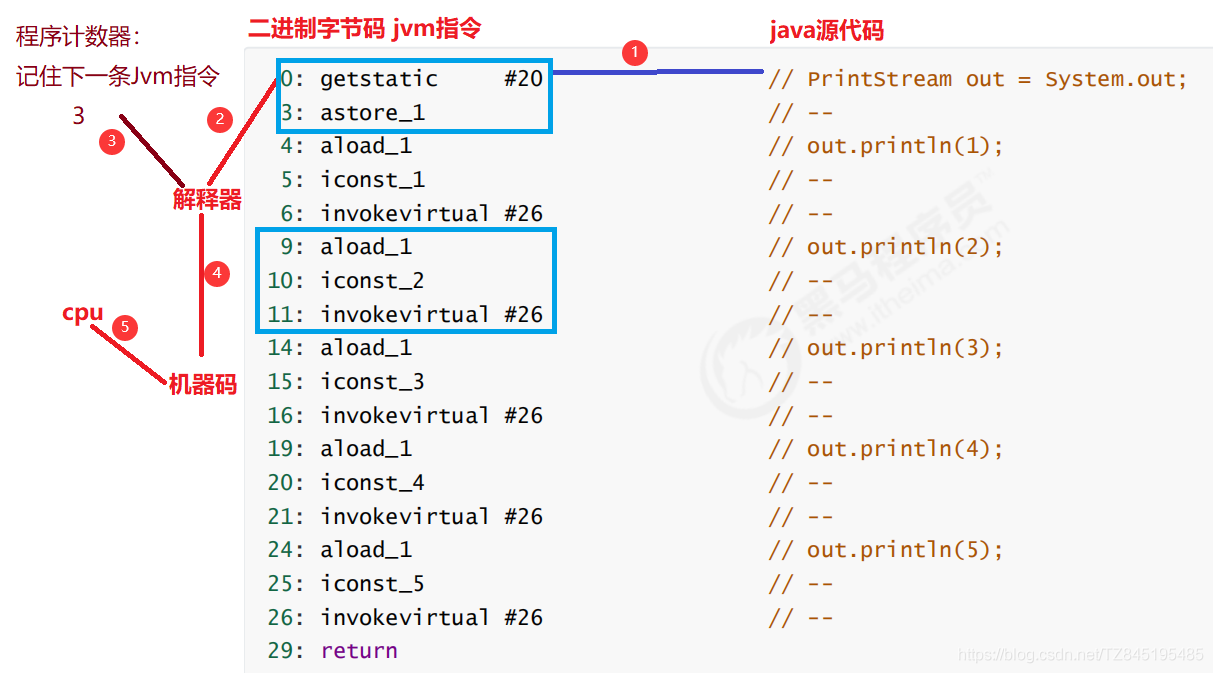 程序计数器:
记住下一条Jvm指令
3
③
②
解释器
④
cpu
⑤
机器码
二进制字节码 jvm指令
①
java源代码
0: getstatic #20 // PrintStream out = System.out;
3: astore_1 // --
4: aload_1 // out.println(1);
5: iconst_1 // --
6: invokevirtual #26 // --
9: aload_1 // out.println(2);
10: iconst_2 // --
11: invokevirtual #26 // --
14: aload_1 // out.println(3);
15: iconst_3 // --
16: invokevirtual #26 // --
19: aload_1 // out.println(4);
20: iconst_4 // --
21: invokevirtual #26 // --
24: aload_1 // out.println(5);
25: iconst_5 // --
26: invokevirtual #26 // --
29: return
黑马程序员™
www.itheima.com
https://blog.csdn.net/TZ845195485